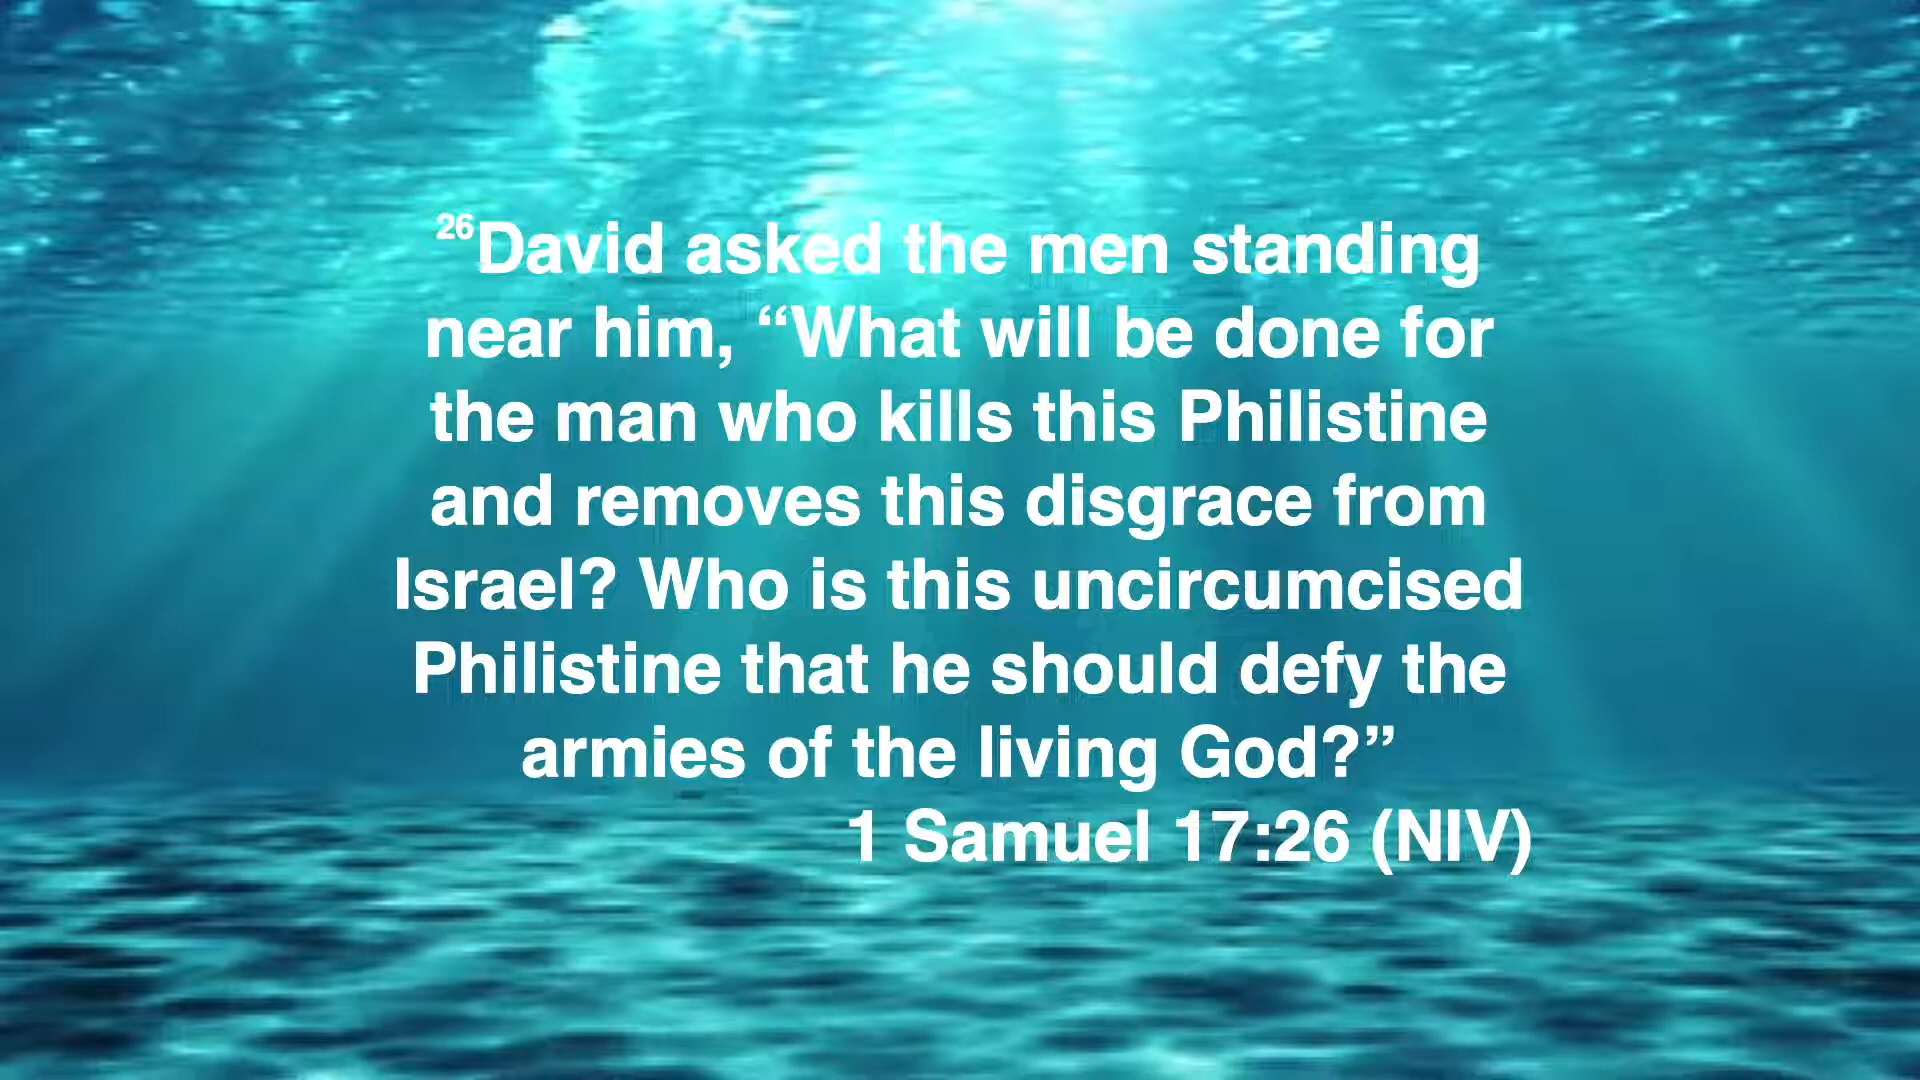 26David asked the men standing
near him, “What will be done for
the man who kills this Philistine
and removes this disgrace from
Israel? Who is this uncircumcised
Philistine that he should defy the
armies of the living God?”
1 Samuel 17:26 (NIV)